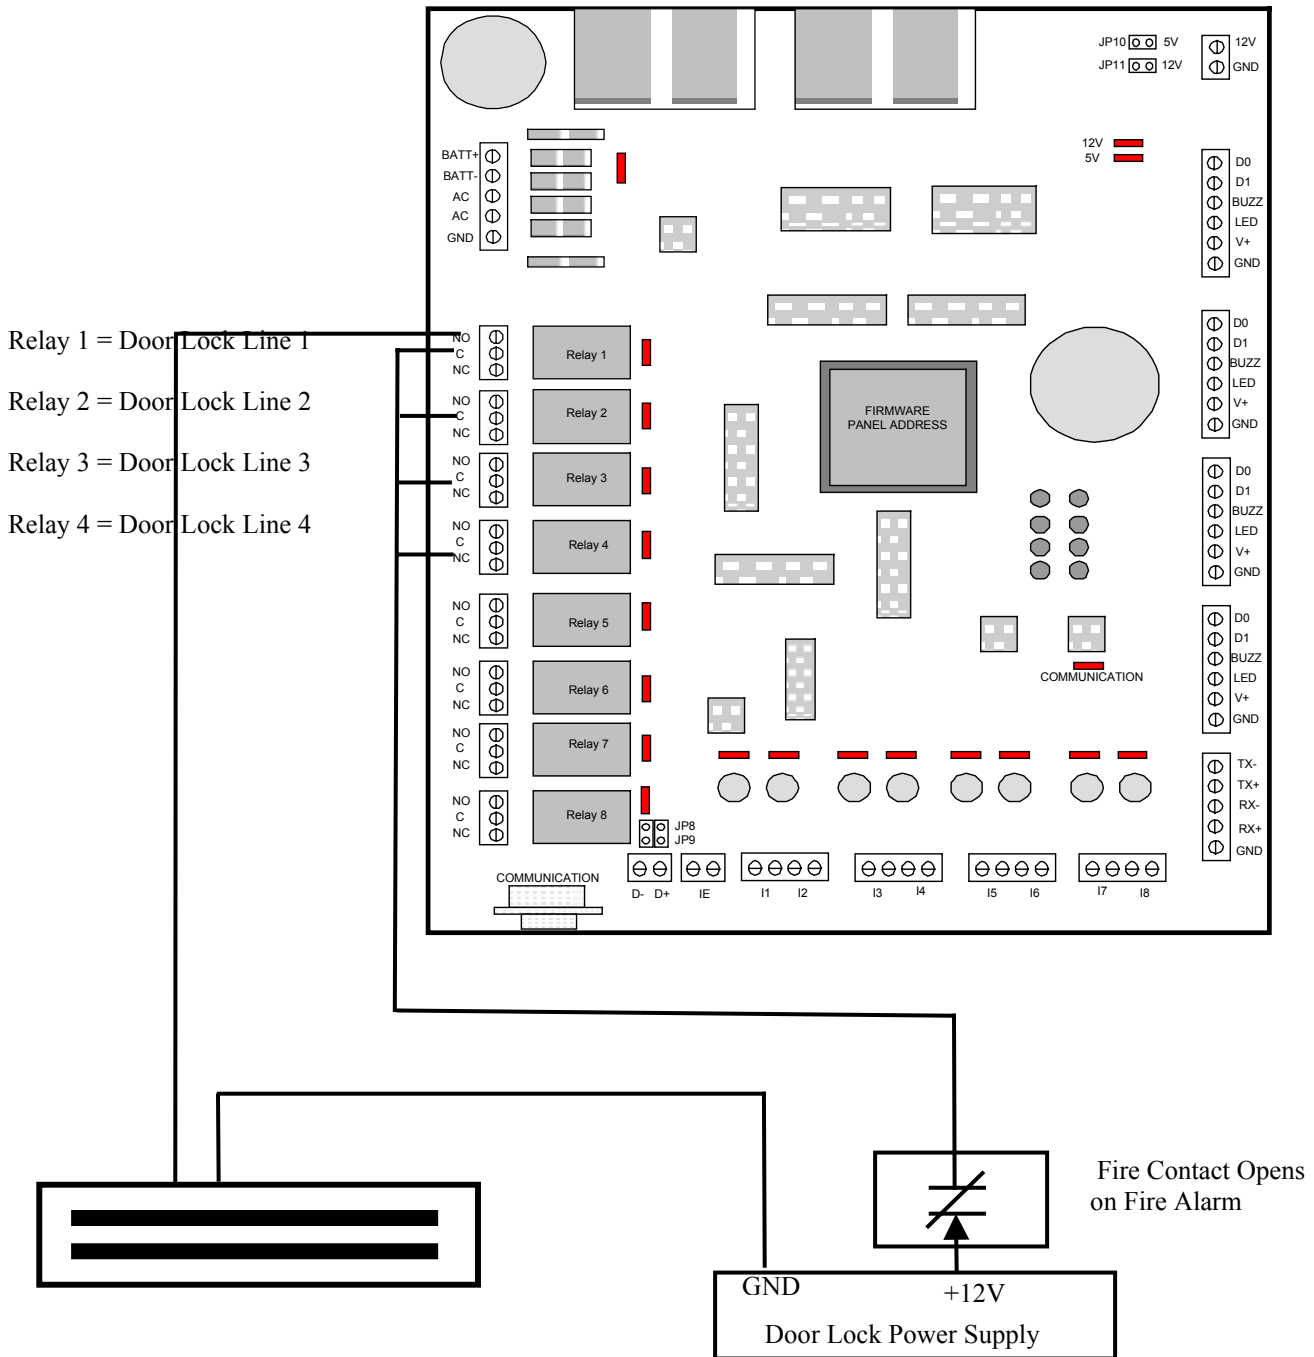 JP10 5V
JP11 12V
12V
GND
12V
5V
BATT+
BATT-
AC
AC
GND
D0
D1
BUZZ
LED
V+
GND
Relay 1 = Door Lock Line 1
Relay 2 = Door Lock Line 2
Relay 3 = Door Lock Line 3
Relay 4 = Door Lock Line 4
NO
C
NC
Relay 1
NO
C
NC
Relay 2
NO
C
NC
Relay 3
NO
C
NC
Relay 4
NO
C
NC
Relay 5
NO
C
NC
Relay 6
NO
C
NC
Relay 7
NO
C
NC
Relay 8
FIRMWARE
PANEL ADDRESS
D0
D1
BUZZ
LED
V+
GND
D0
D1
BUZZ
LED
V+
GND
D0
D1
BUZZ
LED
V+
GND
COMMUNICATION
TX-
TX+
RX-
RX+
GND
JP8
JP9
COMMUNICATION
D- D+ IE I1 I2 I3 I4 I5 I6 I7 I8
Fire Contact Opens
on Fire Alarm
GND +12V
Door Lock Power Supply